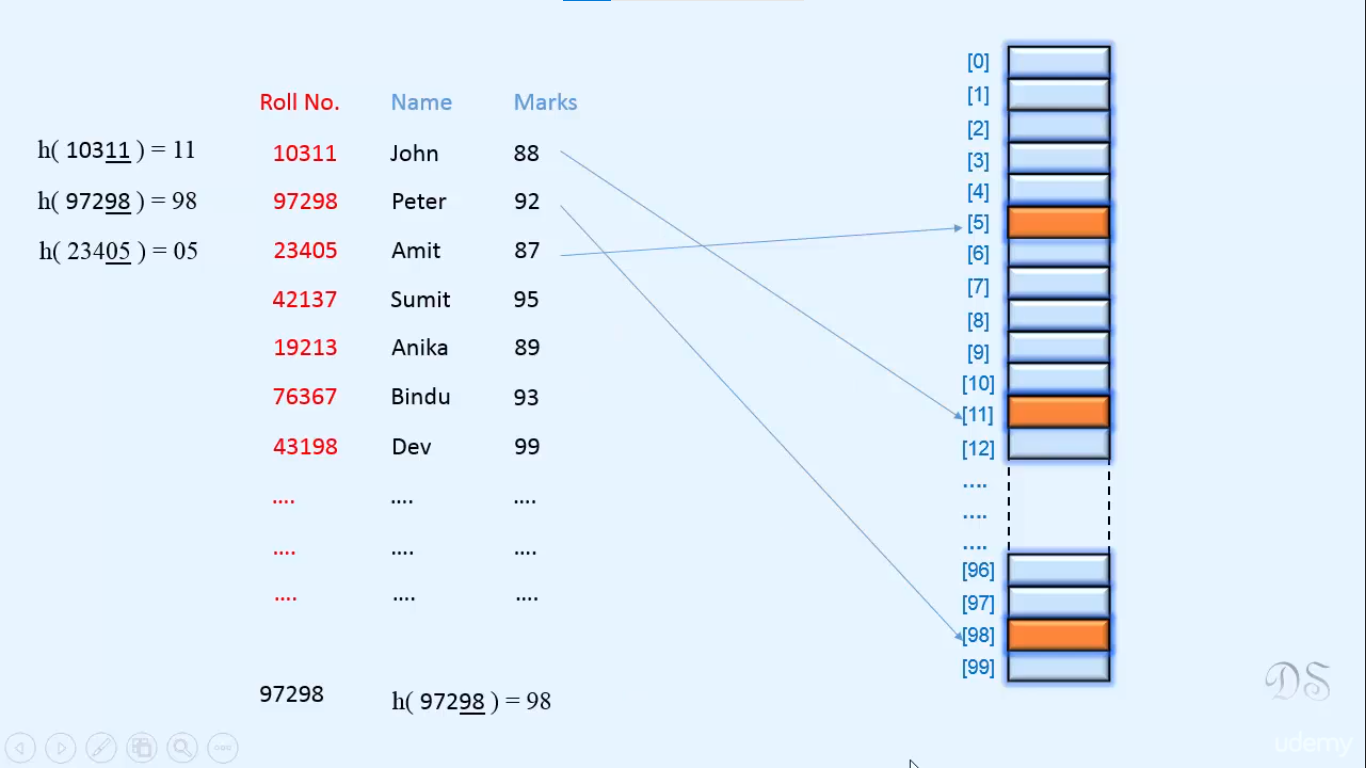 Roll No. Name Marks
h( 10311 ) = 11 10311 John 88
h( 97298 ) = 98 97298 Peter 92
h( 23405 ) = 05 23405 Amit 87
42137 Sumit 95
19213 Anika 89
76367 Bindu 93
43198 Dev 99
.... .... ....
.... .... ....
.... .... ....
97298 h( 97298 ) = 98
[0]
[1]
[2]
[3]
[4]
[5]
[6]
[7]
[8]
[9]
[10]
[11]
[12]
....
....
....
[96]
[97]
[98]
[99]
DS
udemy